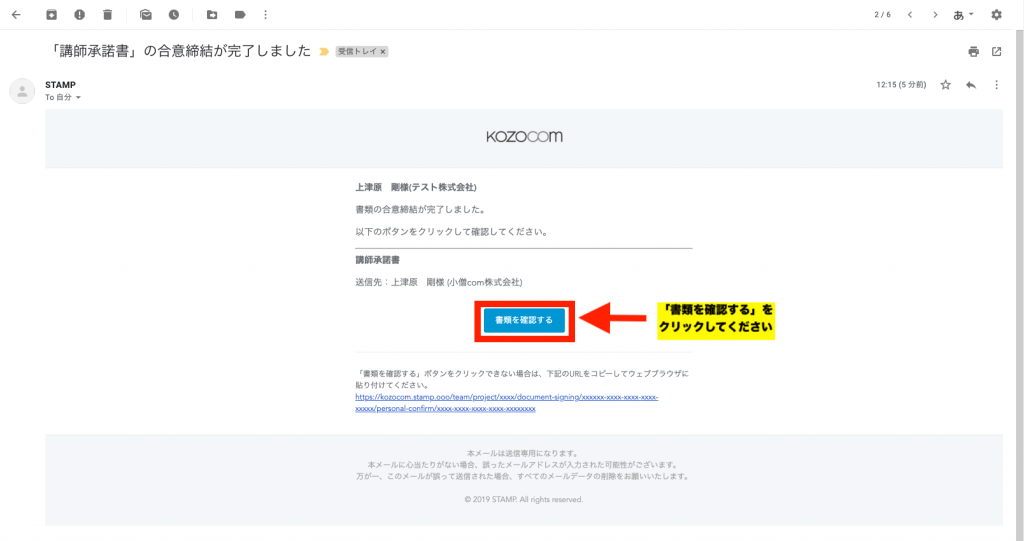 2 / 6
あ
「講師承諾書」の合意締結が完了しました
受信トレイ ×
STAMP
12:15 (5 分前)
To 自分
KOZOCOM
上津原　剛様(テスト株式会社)
書類の合意締結が完了しました。
以下のボタンをクリックして確認してください。
講師承諾書
送信先：上津原　剛様 (小僧com株式会社)
書類を確認する
「書類を確認する」を
クリックしてください
「書類を確認する」ボタンをクリックできない場合は、下記のURLをコピーしてウェブブラウザに
貼り付けてください。
https://kozocom.stamp.ooo/team/project/xxxx/document-signing/xxxxxx-xxxx-xxxx-xxxx-
xxxxx/personal-confirm/xxxx-xxxx-xxxx-xxxx-xxxxxxxx
本メールは送信専用になります。
本メールに心当たりがない場合、誤ったメールアドレスが入力された可能性がございます。
万が一、このメールが誤って送信された場合、すべてのメールデータの削除をお願いいたします。
© 2019 STAMP. All rights reserved.